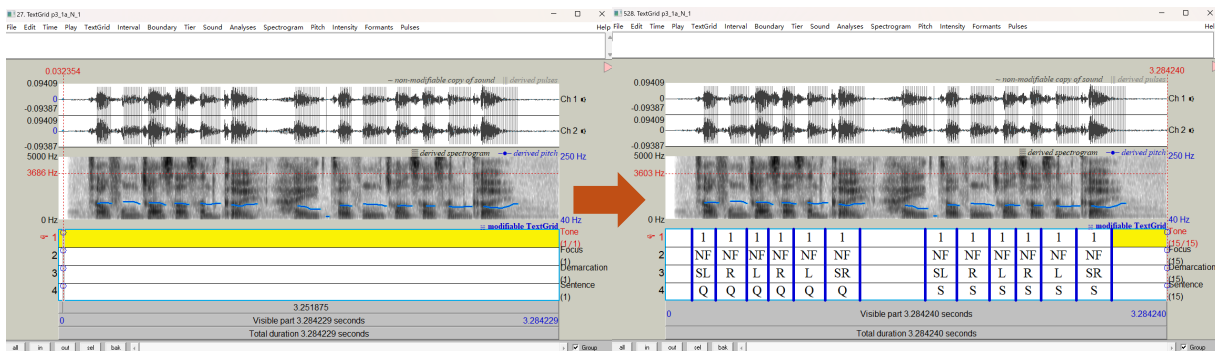 27. TextGrid p3_1a_N_1
File Edit Time Play TextGrid Interval Boundary Tier Sound Analyses Spectrogram Pitch Intensity Formants Pulses Help
0.032354
~ non-modifiable copy of sound || derived pulses
0.09409
0
-0.09387
Ch 1
0.09409
0
-0.09387
Ch 2
derived spectrogram derived pitch
5000 Hz
250 Hz
3686 Hz
0 Hz
40 Hz
modifiable TextGrid
1
Tone
(1/1)
2
Focus
(1)
3
Demarcation
(1)
4
Sentence
(1)
3.251875
0 Visible part 3.284229 seconds 3.284229
Total duration 3.284229 seconds
all in out sel bak Group
528. TextGrid p3_1a_N_1
File Edit Time Play TextGrid Interval Boundary Tier Sound Analyses Spectrogram Pitch Intensity Formants Pulses Hel
3.284240
~ non-modifiable copy of sound || derived pulses
0.09409
0
-0.09387
Ch 1
0.09409
0
-0.09387
Ch 2
derived spectrogram derived pitch
5000 Hz
250 Hz
3603 Hz
0 Hz
40 Hz
modifiable TextGrid
1 1 1 1 1 1 1 1 1 1 1 1 1
Tone
(15/15)
2 NF NF NF NF NF NF NF NF NF NF NF NF
Focus
(15)
3 SL R L R L SR SL R L R L SR
Demarcation
(15)
4 Q Q Q Q Q Q S S S S S S
Sentence
(15)
0 Visible part 3.284240 seconds 3.284240
Total duration 3.284240 seconds
all in out sel bak Group